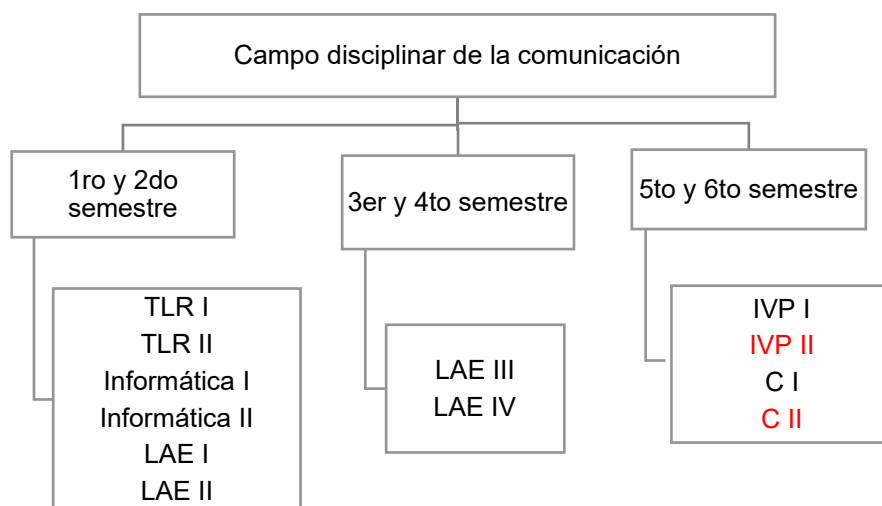 Campo disciplinar de la comunicación
1ro y 2do
semestre
3er y 4to semestre
5to y 6to semestre
TLR I
TLR II
Informática I
Informática II
LAE I
LAE II
LAE III
LAE IV
IVP I
IVP II
C I
C II